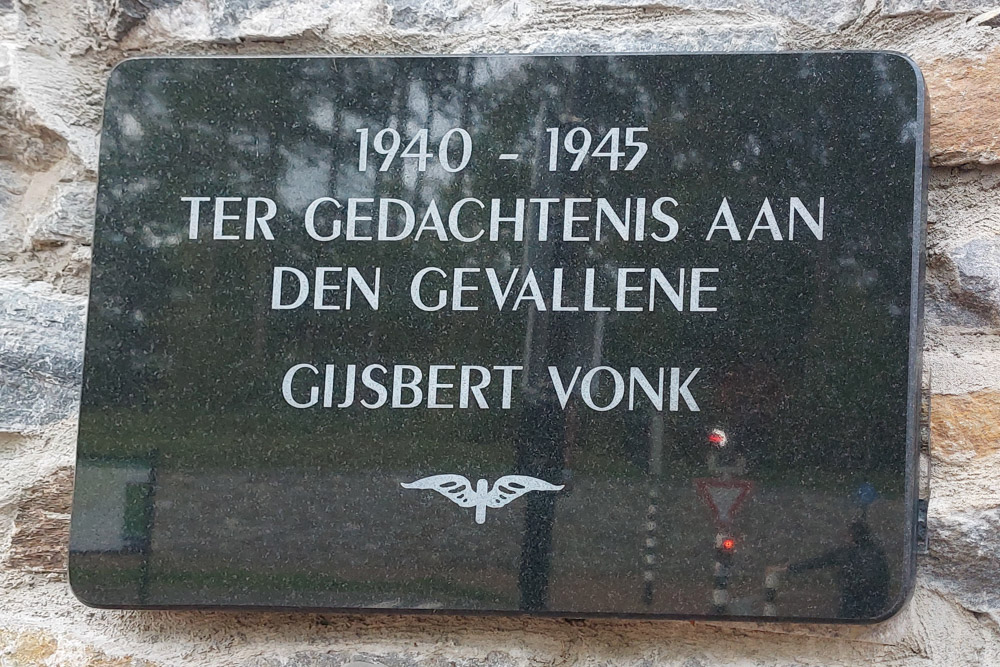 1940 - 1945
TER GEDACHTENIS AAN
DEN GEVALLENE
GIJSBERT VONK